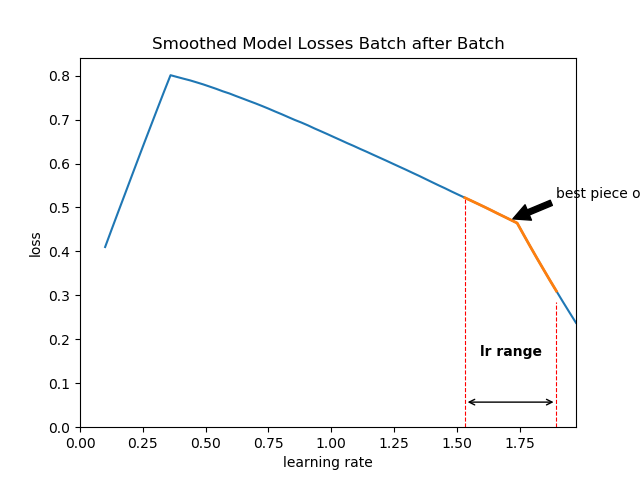 Smoothed Model Losses Batch after Batch
0.8
0.7
0.6
0.5
0.4
0.3
0.2
0.1
0.0
loss
best piece o
lr range
0.00 0.25 0.50 0.75 1.00 1.25 1.50 1.75
learning rate